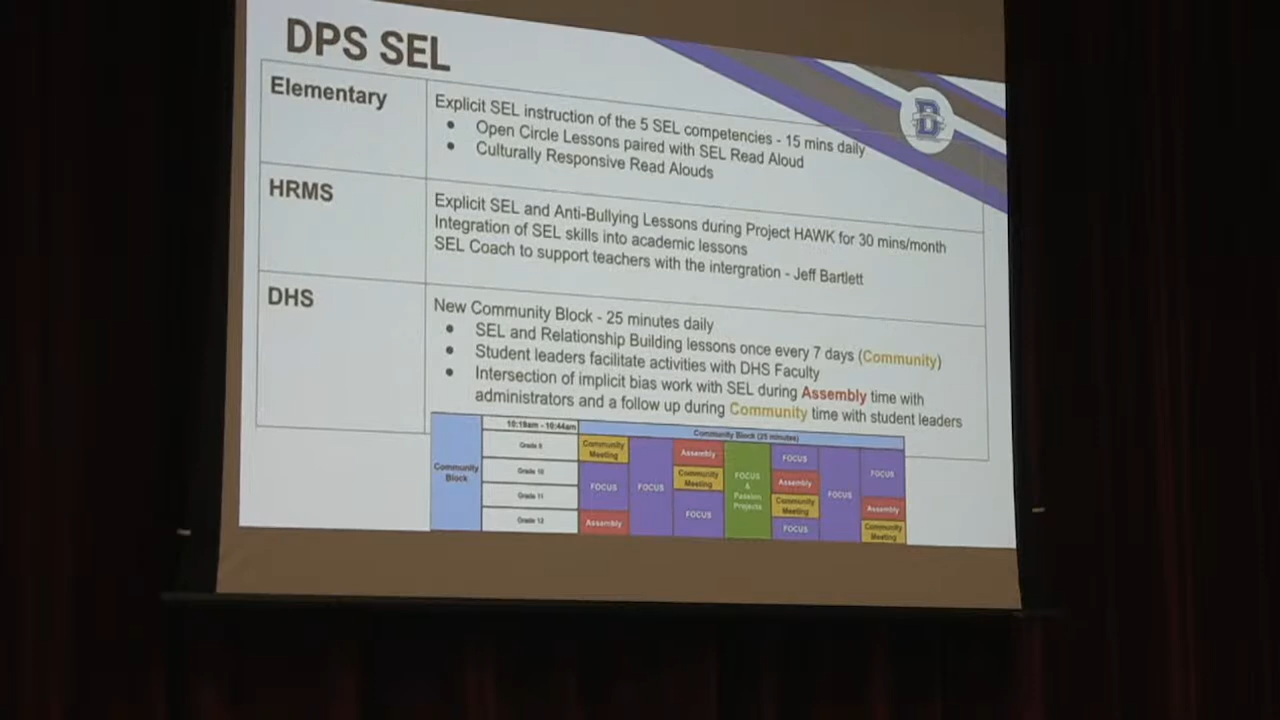 DPS SEL
Elementary
Explicit SEL instruction of the 5 SEL competencies - 15 mins daily
● Open Circle Lessons paired with SEL Read Aloud
● Culturally Responsive Read Alouds
HRMS
Explicit SEL and Anti-Bullying Lessons during Project HAWK for 30 mins/month
Integration of SEL skills into academic lessons
SEL Coach to support teachers with the intergration - Jeff Bartlett
DHS
New Community Block - 25 minutes daily
● SEL and Relationship Building lessons once every 7 days (Community)
● Student leaders facilitate activities with DHS Faculty
● Intersection of implicit bias work with SEL during Assembly time with
administrators and a follow up during Community time with student leaders
Community
Block
10:18am - 10:44am
Community Block (25 minutes)
Grade 9
Grade 10
Grade 11
Grade 12
Community
Meeting
FOCUS
Assembly
FOCUS
Assembly
Community
Meeting
FOCUS
FOCUS
&
Passion
Projects
FOCUS
Assembly
Community
Meeting
FOCUS
FOCUS
FOCUS
Assembly
Community
Meeting